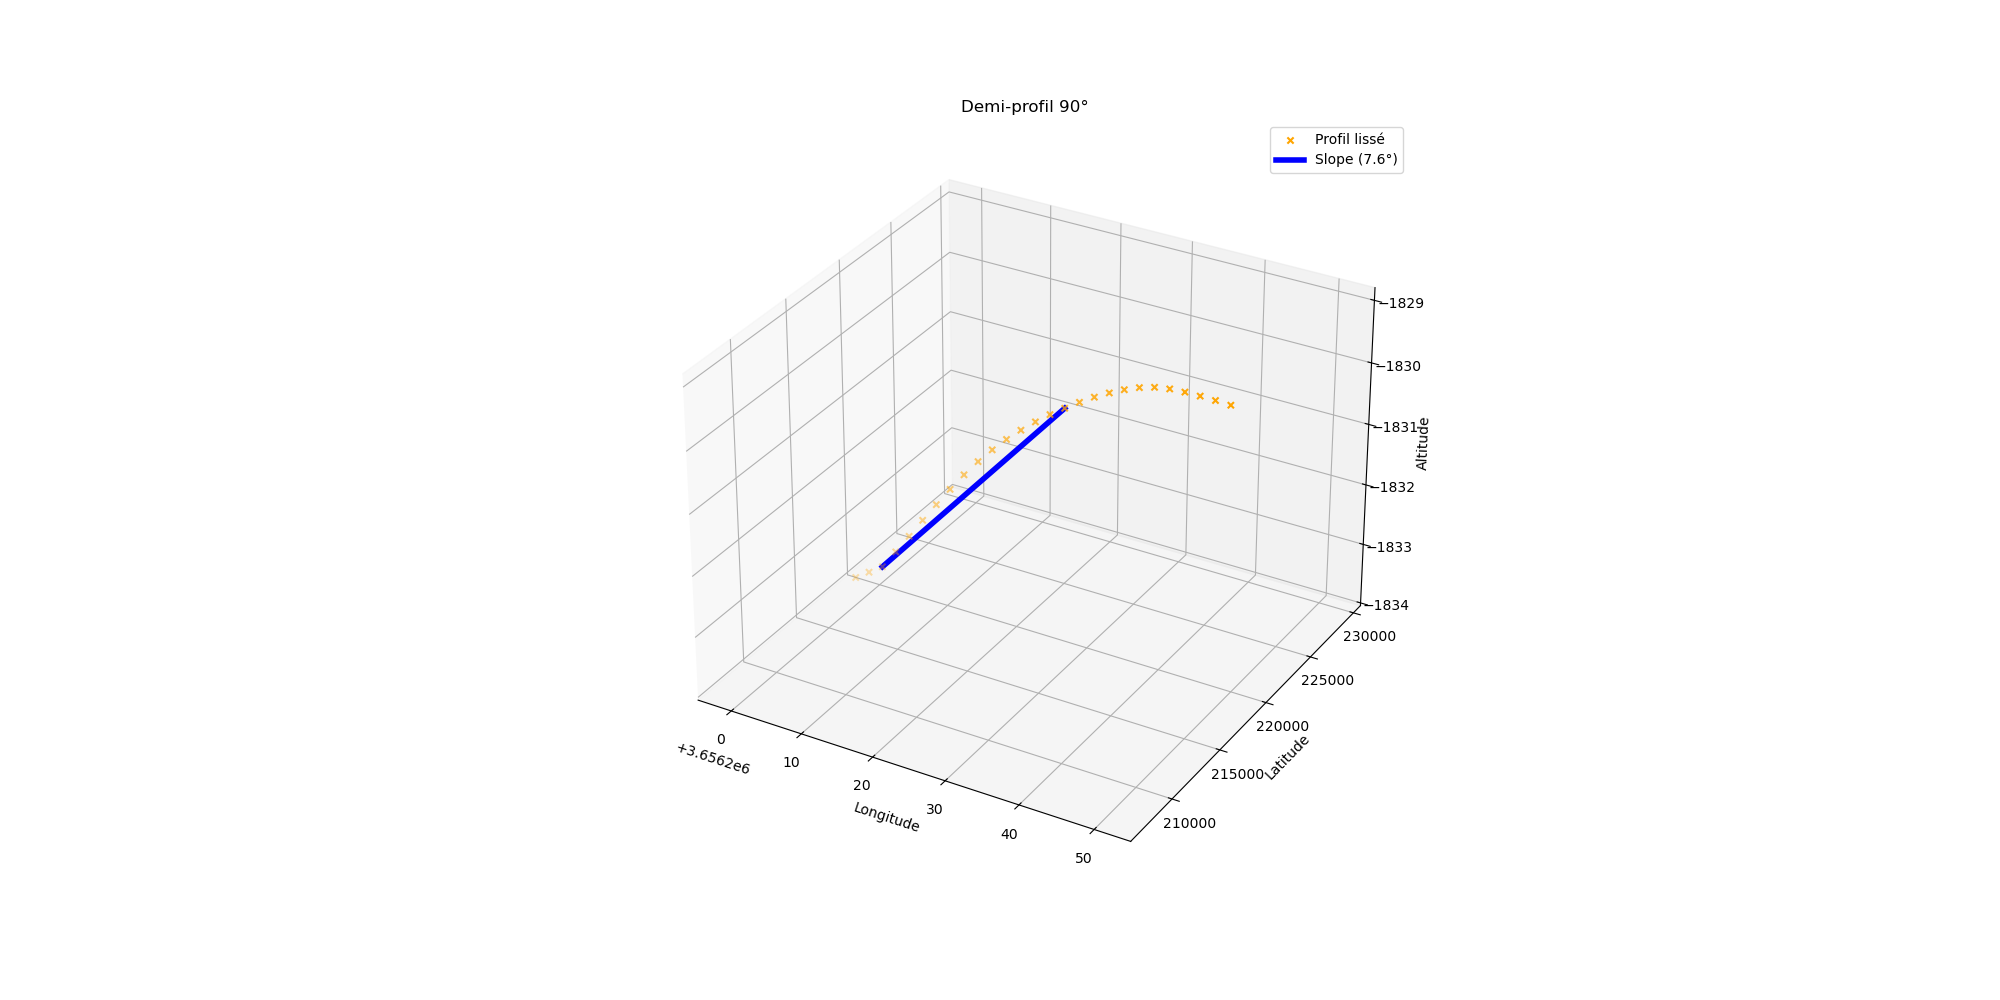 Demi-profil 90°
Profil lissé
Slope (7.6°)
−1829
−1830
−1831
−1832
−1833
−1834
Altitude
230000
225000
220000
215000
210000
Latitude
0
10
20
30
40
50
+3.6562e6
Longitude